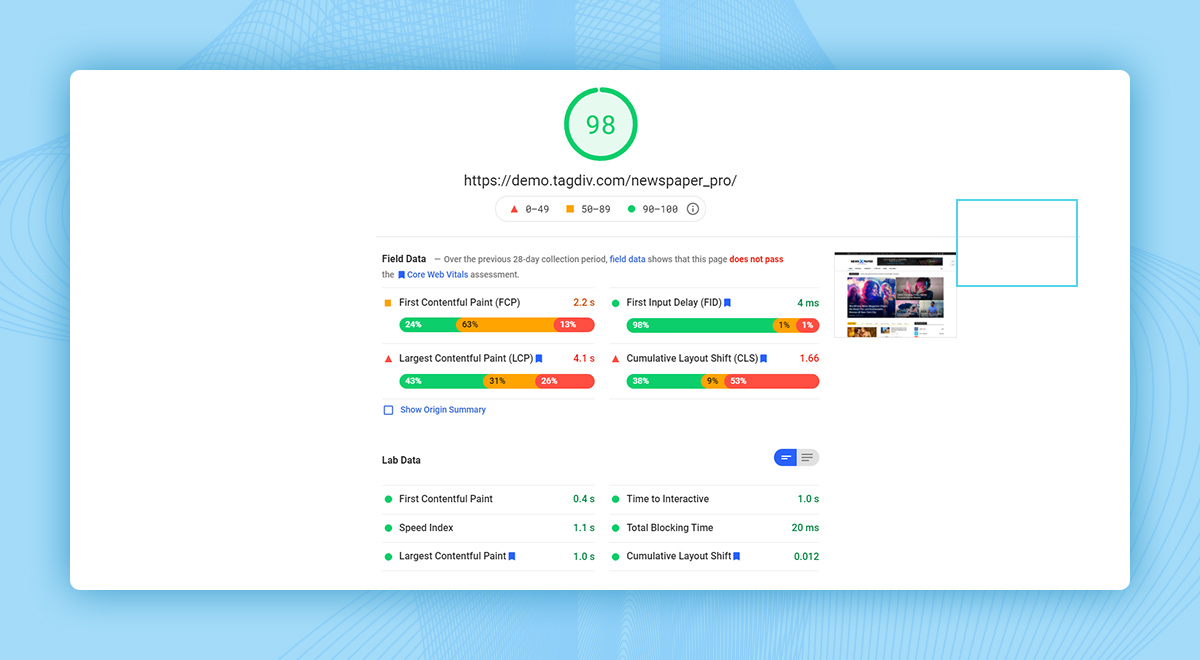 98
https://demo.tagdiv.com/newspaper_pro/
0–49 50–89 90–100
Field Data — Over the previous 28-day collection period, field data shows that this page does not pass
the Core Web Vitals assessment.
First Contentful Paint (FCP) 2.2 s
24% 63% 13%
First Input Delay (FID) 4 ms
98% 1% 1%
Largest Contentful Paint (LCP) 4.1 s
43% 31% 26%
Cumulative Layout Shift (CLS) 1.66
38% 9% 53%
Show Origin Summary
Lab Data
First Contentful Paint 0.4 s
Time to Interactive 1.0 s
Speed Index 1.1 s
Total Blocking Time 20 ms
Largest Contentful Paint 1.0 s
Cumulative Layout Shift 0.012